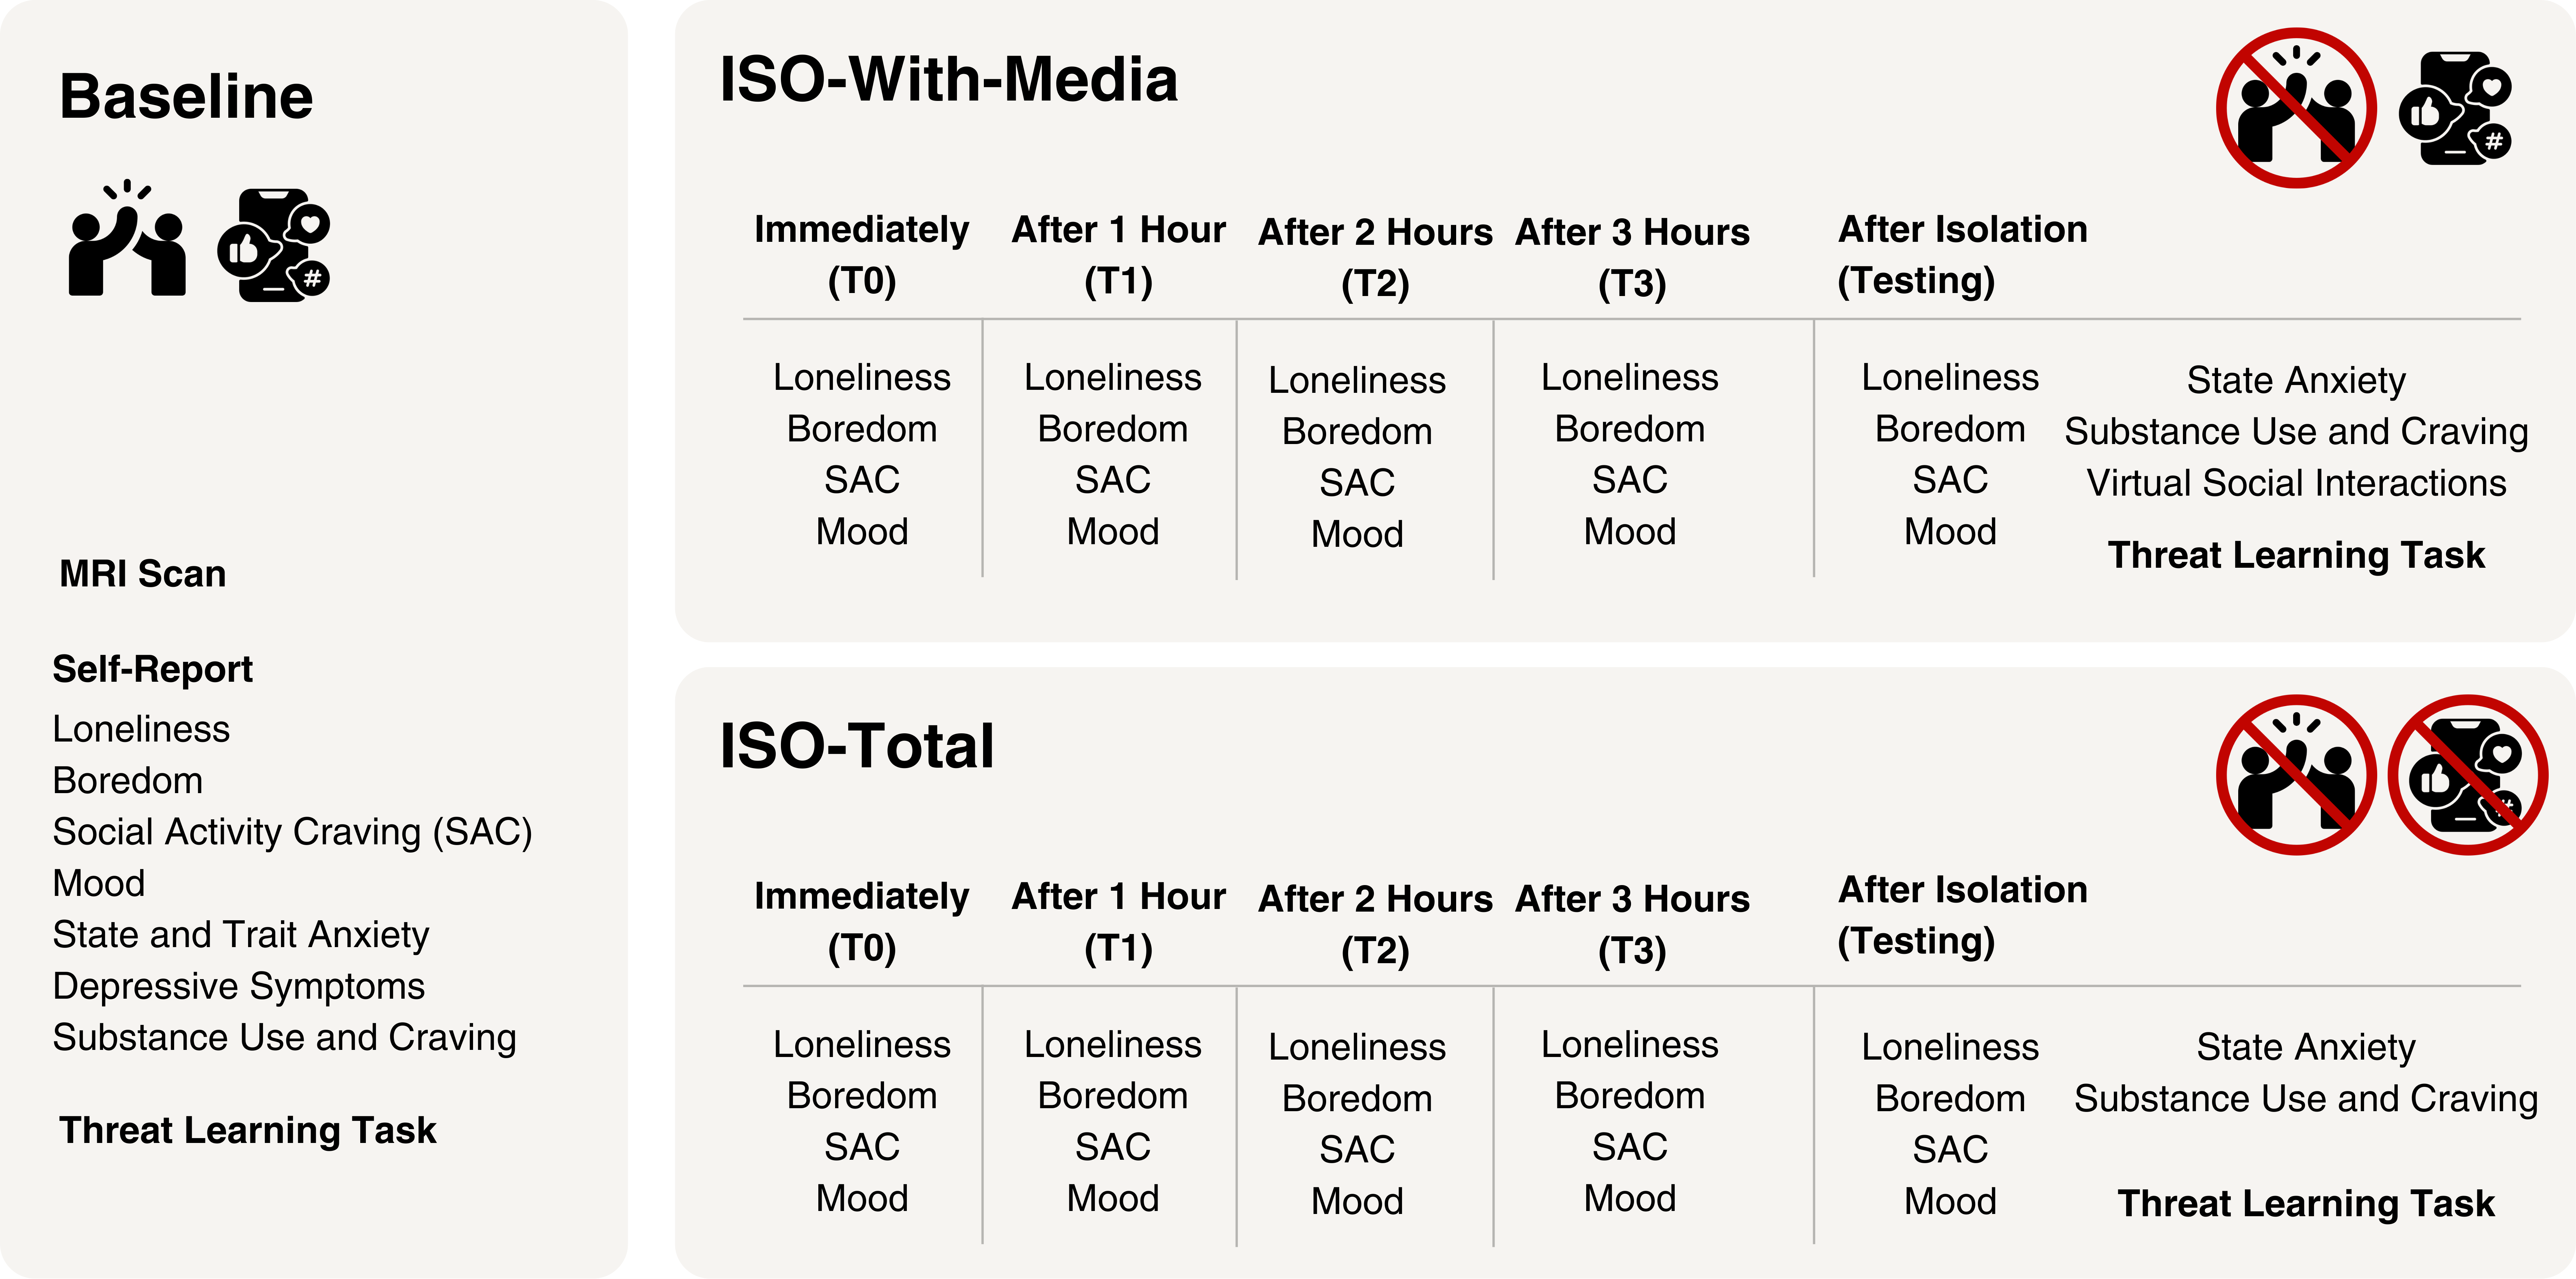 Baseline
#
MRI Scan
Self-Report
Loneliness
Boredom
Social Activity Craving (SAC)
Mood
State and Trait Anxiety
Depressive Symptoms
Substance Use and Craving
Threat Learning Task
ISO-With-Media
#
Immediately
(T0)
After 1 Hour
(T1)
After 2 Hours
(T2)
After 3 Hours
(T3)
After Isolation
(Testing)
Loneliness
Boredom
SAC
Mood
Loneliness
Boredom
SAC
Mood
Loneliness
Boredom
SAC
Mood
Loneliness
Boredom
SAC
Mood
Loneliness
Boredom
SAC
Mood
State Anxiety
Substance Use and Craving
Virtual Social Interactions
Threat Learning Task
ISO-Total
#
Immediately
(T0)
After 1 Hour
(T1)
After 2 Hours
(T2)
After 3 Hours
(T3)
After Isolation
(Testing)
Loneliness
Boredom
SAC
Mood
Loneliness
Boredom
SAC
Mood
Loneliness
Boredom
SAC
Mood
Loneliness
Boredom
SAC
Mood
Loneliness
Boredom
SAC
Mood
State Anxiety
Substance Use and Craving
Threat Learning Task